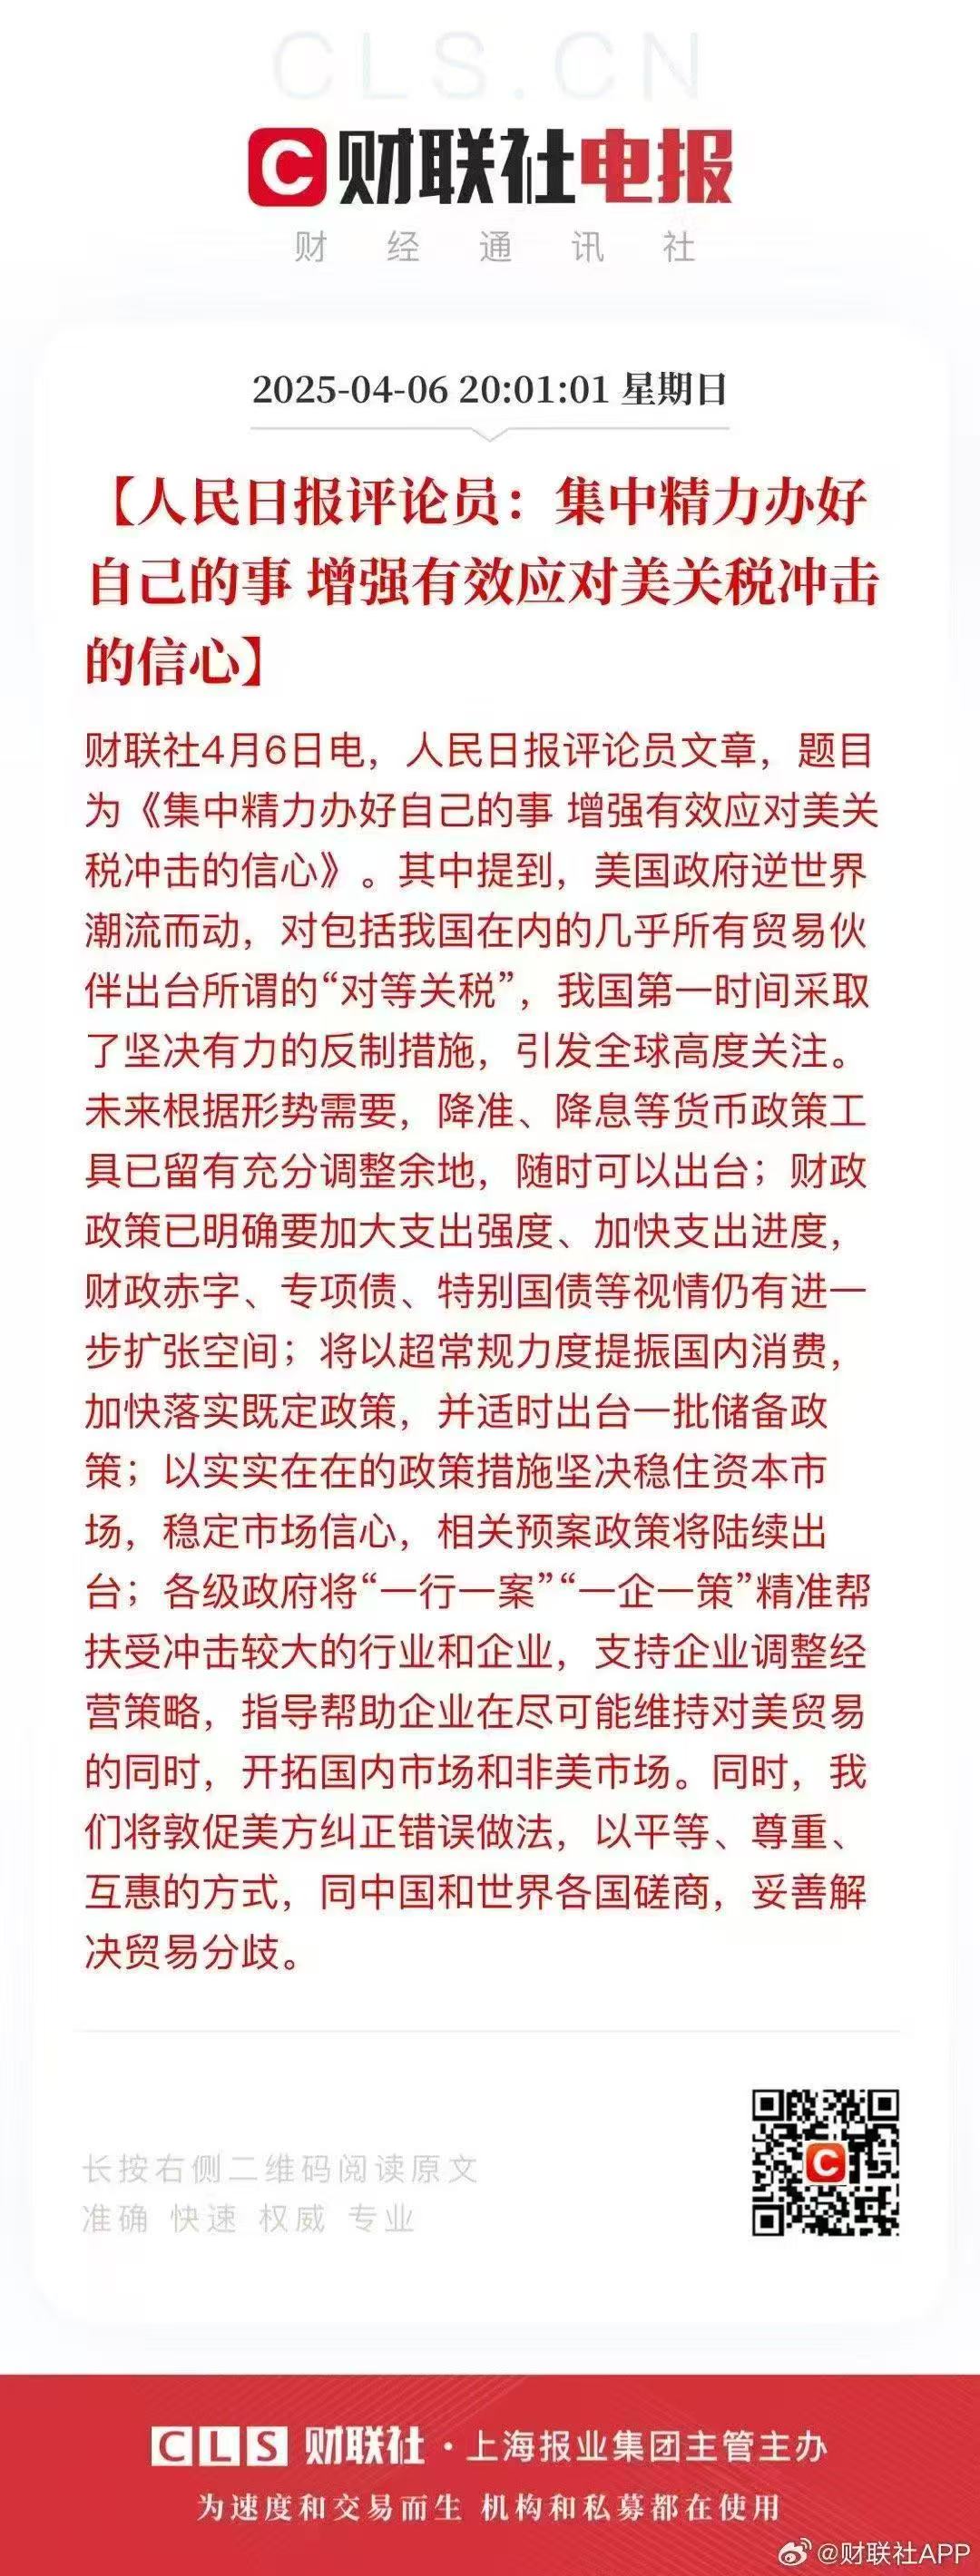 CLS.CN
C 财联社电报
财经通讯社
2025-04-06 20:01:01 星期日
【人民日报评论员：集中精力办好
自己的事 增强有效应对美关税冲击
的信心】
财联社4月6日电，人民日报评论员文章，题目
为《集中精力办好自己的事 增强有效应对美关
税冲击的信心》。其中提到，美国政府逆世界
潮流而动，对包括我国在内的几乎所有贸易伙
伴出台所谓的“对等关税”，我国第一时间采取
了坚决有力的反制措施，引发全球高度关注。
未来根据形势需要，降准、降息等货币政策工
具已留有充分调整余地，随时可以出台；财政
政策已明确要加大支出强度、加快支出进度，
财政赤字、专项债、特别国债等视情仍有进一
步扩张空间；将以超常规力度提振国内消费，
加快落实既定政策，并适时出台一批储备政
策；以实实在在的政策措施坚决稳住资本市
场，稳定市场信心，相关预案政策将陆续出
台；各级政府将“一行一案”“一企一策”精准帮
扶受冲击较大的行业和企业，支持企业调整经
营策略，指导帮助企业在尽可能维持对美贸易
的同时，开拓国内市场和非美市场。同时，我
们将敦促美方纠正错误做法，以平等、尊重、
互惠的方式，同中国和世界各国磋商，妥善解
决贸易分歧。
长按右侧二维码阅读原文
准确 快速 权威 专业
C
CLS 财联社·上海报业集团主管主办
为速度和交易而生 机构和私募都在使用
@财联社APP